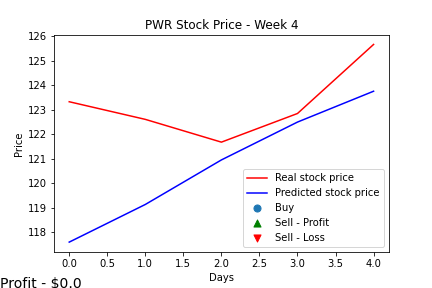 PWR Stock Price - Week 4
Price
126
125
124
123
122
121
120
119
118
Real stock price
Predicted stock price
Buy
Sell - Profit
Sell - Loss
0.0 0.5 1.0 1.5 2.0 2.5 3.0 3.5 4.0
Days
Profit - $0.0